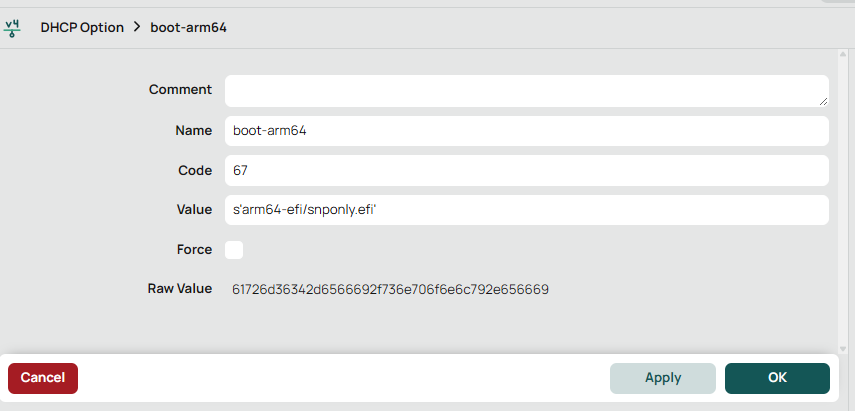 v4 DHCP Option > boot-arm64
Comment
Name boot-arm64
Code 67
Value s'arm64-efi/snponly.efi'
Force
Raw Value 61726d36342d6566692f736e706f6e6c792e656669
Cancel Apply OK